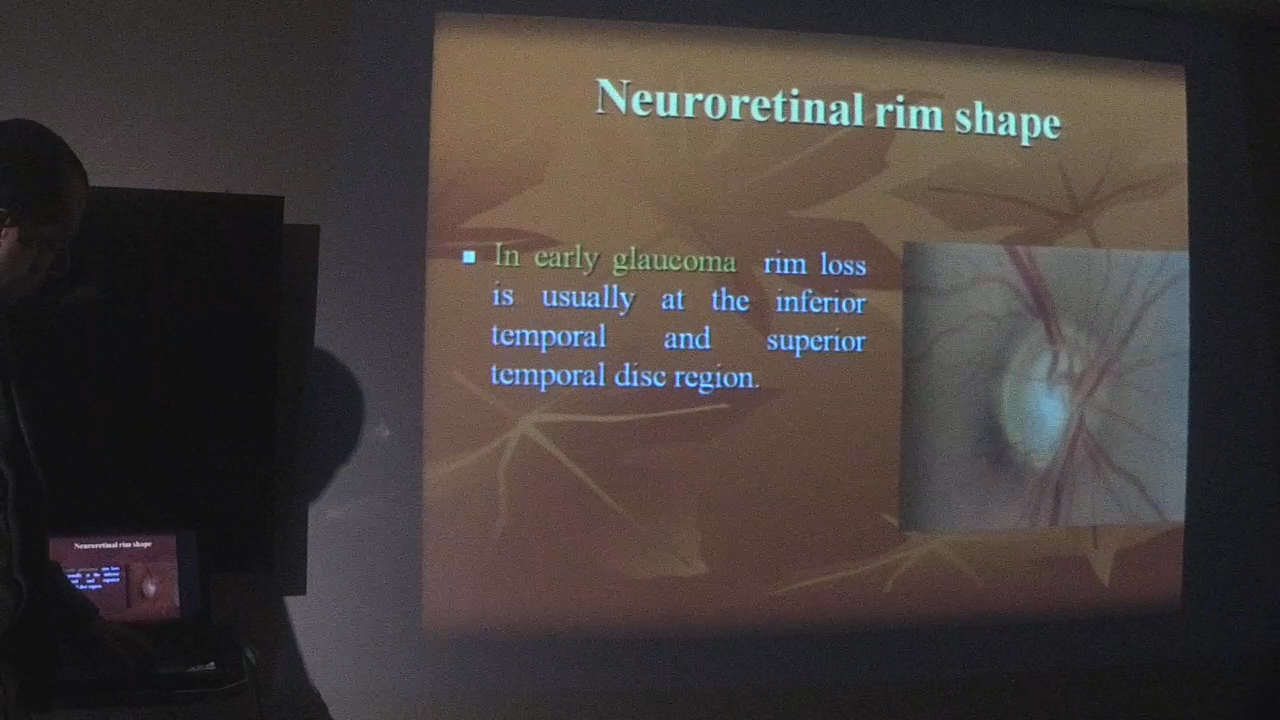 Neuroretinal rim shape
In early glaucoma rim loss
is usually at the inferior
temporal and superior
temporal disc region.
Neuroretinal rim shape